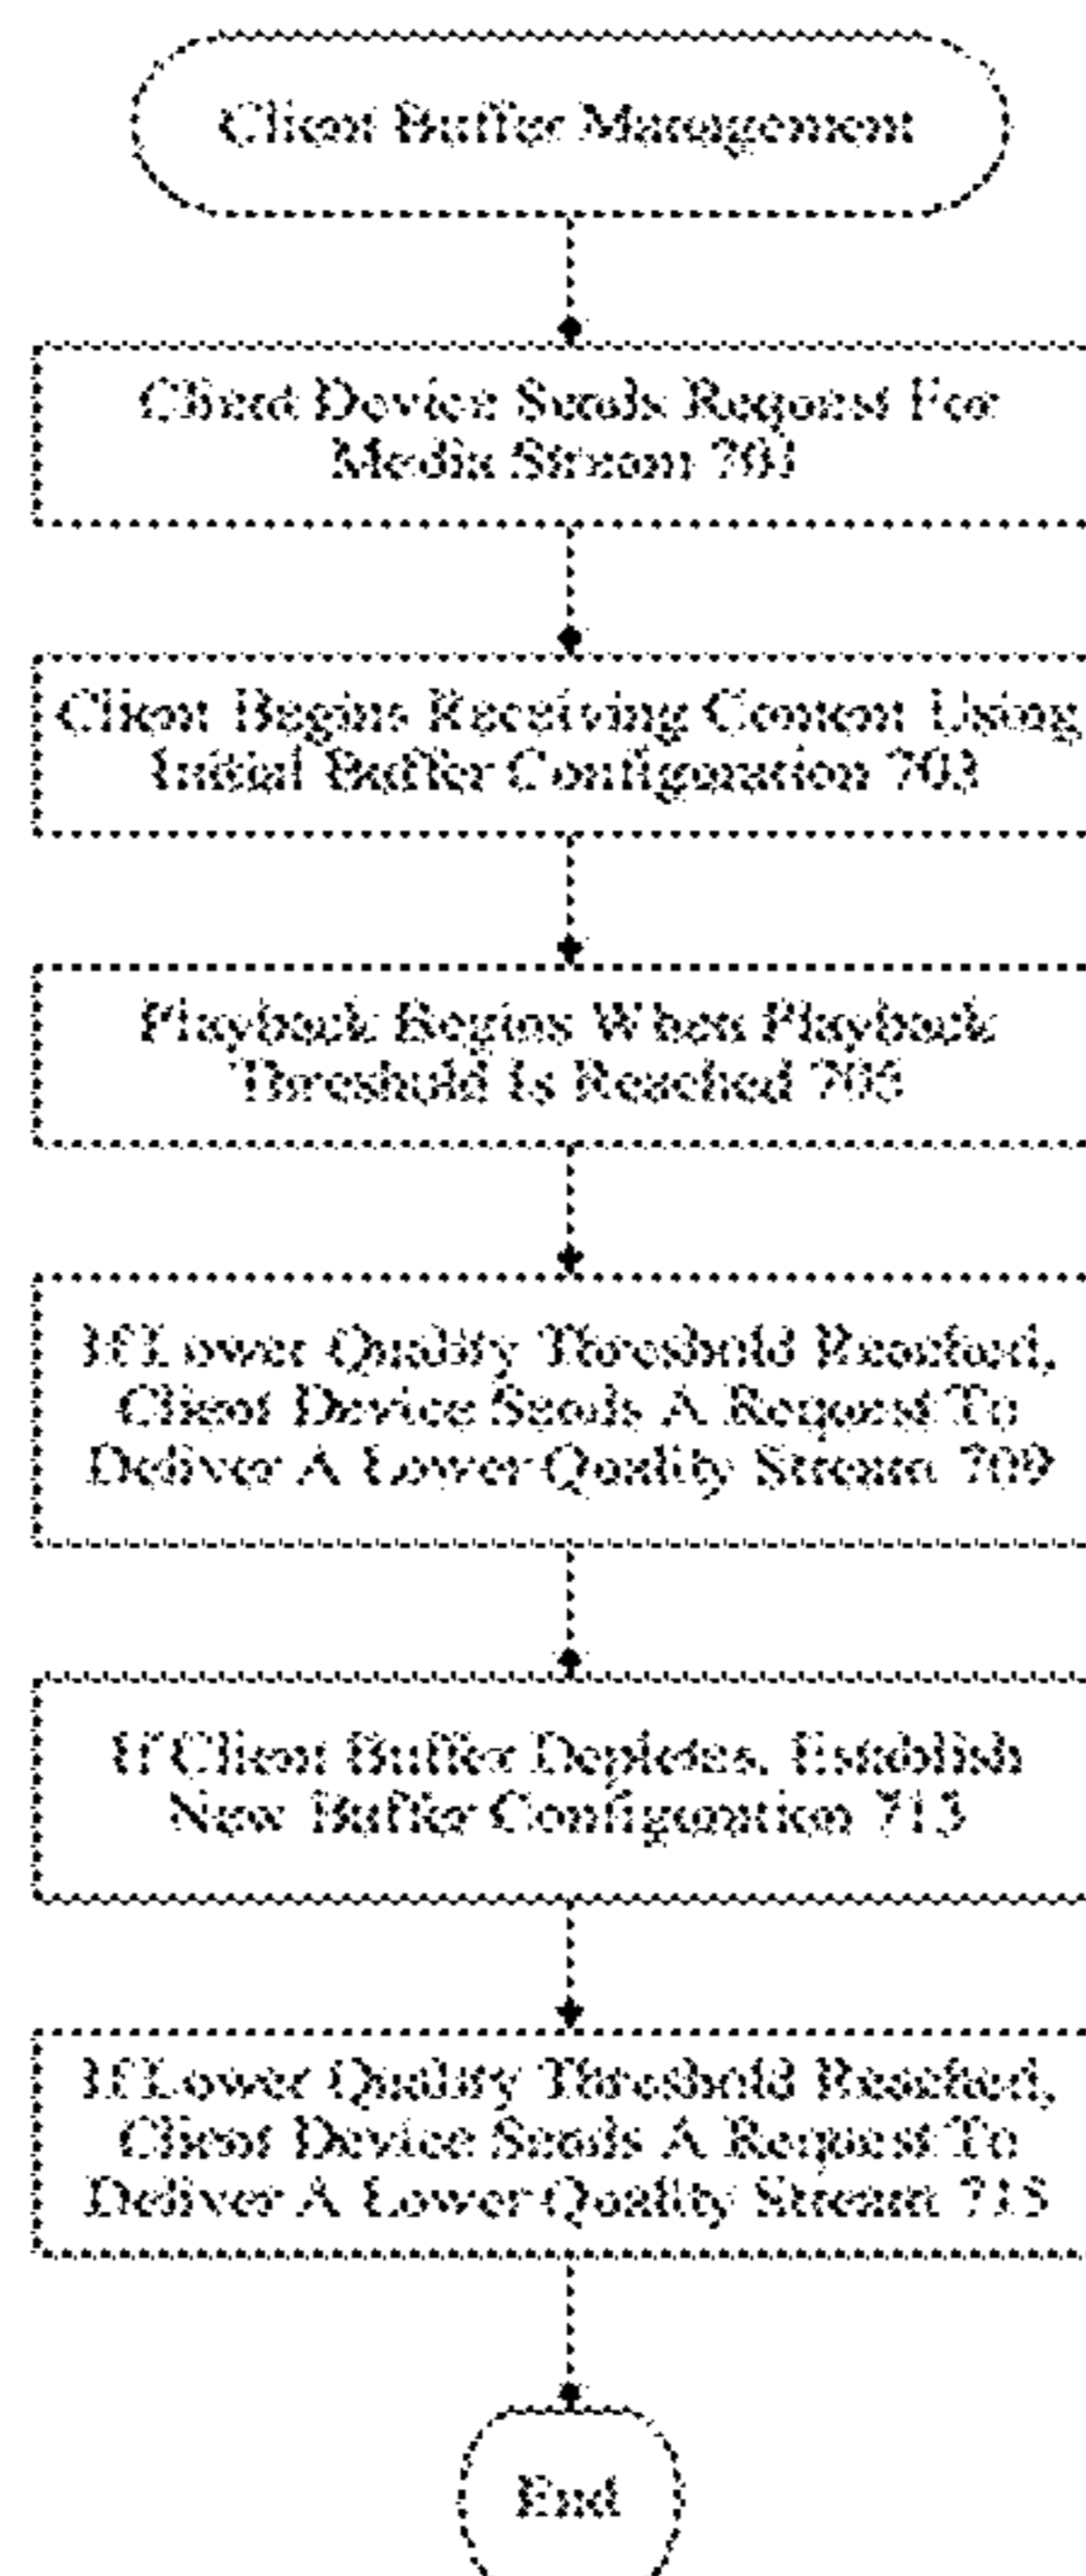 Client Buffer Management
Client Device Sends Request For
Media Stream 701
Client Begins Receiving Content Using
Initial Buffer Configuration 703
Playback Begins When Playback
Threshold Is Reached 705
If Lower Quality Threshold Reached,
Client Device Sends A Request To
Deliver A Lower Quality Stream 709
If Client Buffer Depletes, Establish
New Buffer Configuration 713
If Lower Quality Threshold Reached,
Client Device Sends A Request To
Deliver A Lower Quality Stream 715
End